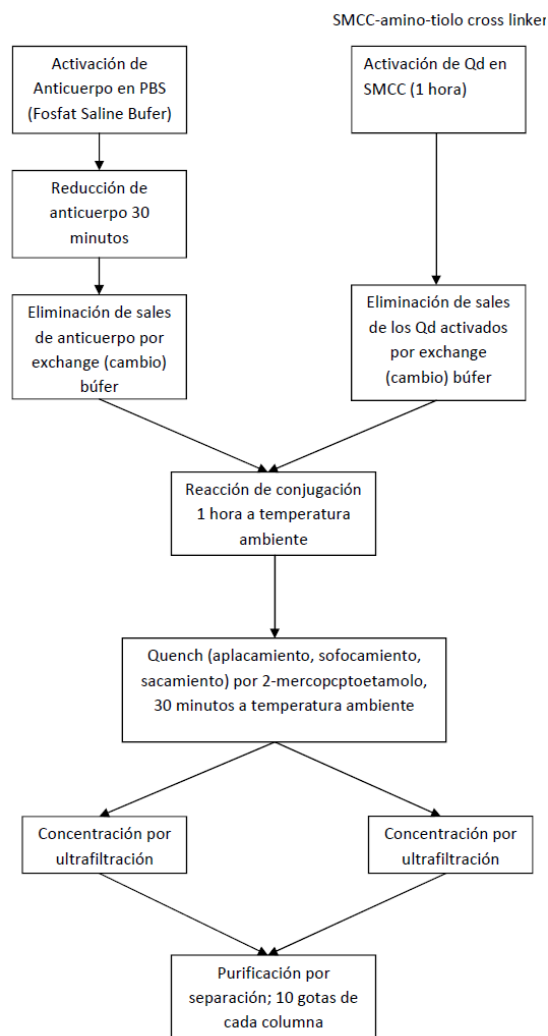 SMCC-amino-tiolo cross linker
Activación de
Anticuerpo en PBS
(Fosfat Saline Bufer)
Activación de Qd en
SMCC (1 hora)
Reducción de
anticuerpo 30
minutos
Eliminación de sales
de anticuerpo por
exchange (cambio)
búfer
Eliminación de sales
de los Qd activados
por exchange
(cambio) búfer
Reacción de conjugación
1 hora a temperatura
ambiente
Quench (aplacamiento, sofocamiento,
sacamiento) por 2-mercopcptoetamolo,
30 minutos a temperatura ambiente
Concentración por
ultrafiltración
Concentración por
ultrafiltración
Purificación por
separación; 10 gotas de
cada columna